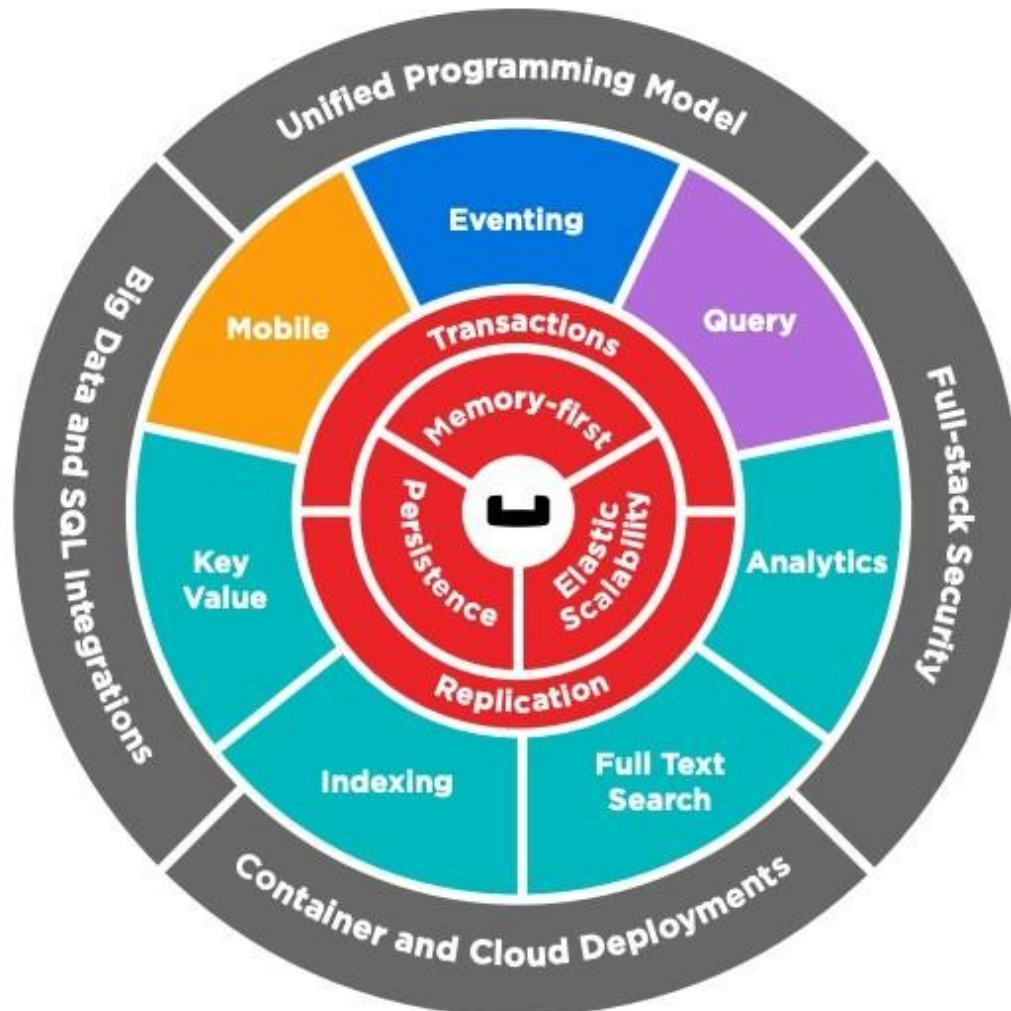 Unified Programming Model
Eventing
Mobile
Query
Transactions
Memory-first
Big Data and SQL Integrations
Full-stack Security
Persistence
Elastic
Scalability
Key
Value
Analytics
Replication
Indexing
Full Text
Search
Container and Cloud Deployments